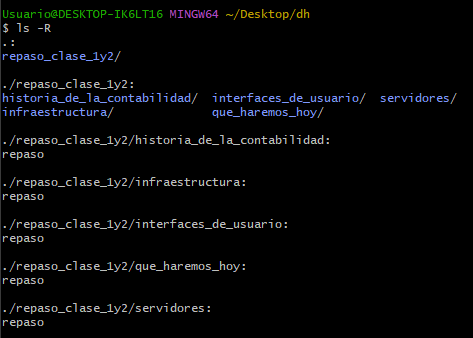 Usuario@DESKTOP-IK6LT16 MINGW64 ~/Desktop/dh
$ ls -R
.:
repaso_clase_1y2/
./repaso_clase_1y2:
historia_de_la_contabilidad/  interfaces_de_usuario/  servidores/
infraestructura/              que_haremos_hoy/
./repaso_clase_1y2/historia_de_la_contabilidad:
repaso
./repaso_clase_1y2/infraestructura:
repaso
./repaso_clase_1y2/interfaces_de_usuario:
repaso
./repaso_clase_1y2/que_haremos_hoy:
repaso
./repaso_clase_1y2/servidores:
repaso